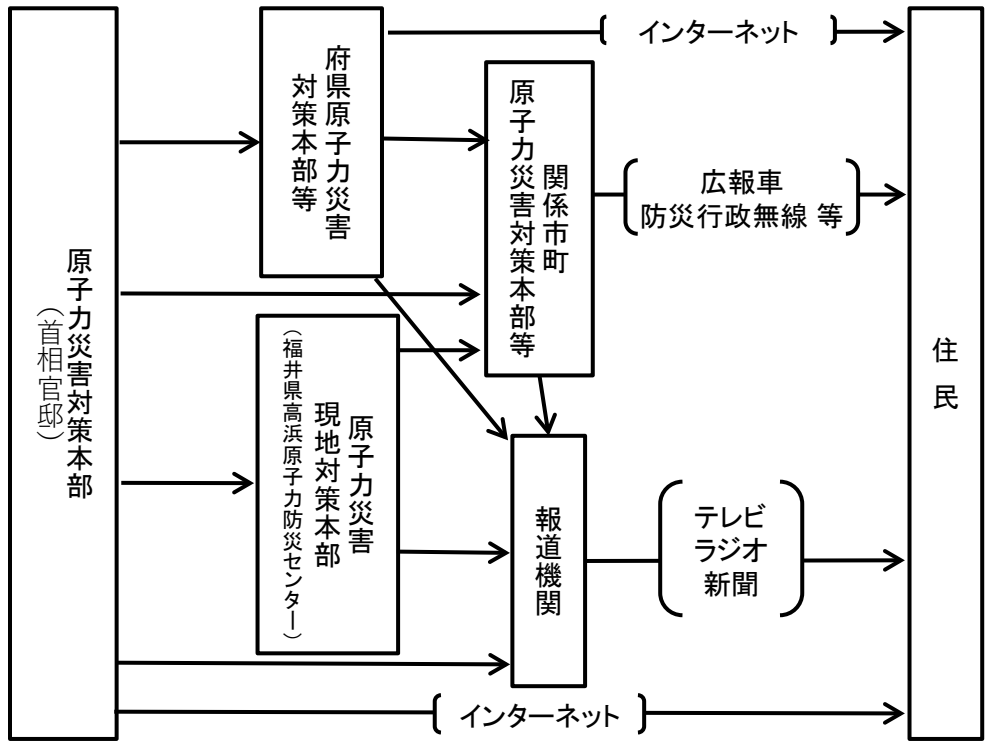 原子力災害対策本部
（首相官邸）
府県原子力災害
対策本部等
関係市町
原子力災害対策本部等
原子力災害
現地対策本部
（福井県高浜原子力防災センター）
報道機関
インターネット
広報車
防災行政無線 等
テレビ
ラジオ
新聞
インターネット
住民